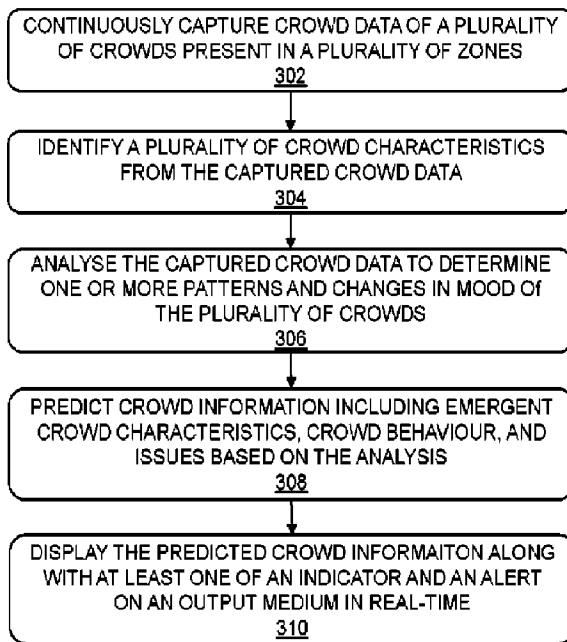 CONTINUOUSLY CAPTURE CROWD DATA OF A PLURALITY
OF CROWDS PRESENT IN A PLURALITY OF ZONES
302
IDENTIFY A PLURALITY OF CROWD CHARACTERISTICS
FROM THE CAPTURED CROWD DATA
304
ANALYSE THE CAPTURED CROWD DATA TO DETERMINE
ONE OR MORE PATTERNS AND CHANGES IN MOOD Of
THE PLURALITY OF CROWDS
306
PREDICT CROWD INFORMATION INCLUDING EMERGENT
CROWD CHARACTERISTICS, CROWD BEHAVIOUR, AND
ISSUES BASED ON THE ANALYSIS
308
DISPLAY THE PREDICTED CROWD INFORMAITON ALONG
WITH AT LEAST ONE OF AN INDICATOR AND AN ALERT
ON AN OUTPUT MEDIUM IN REAL-TIME
310